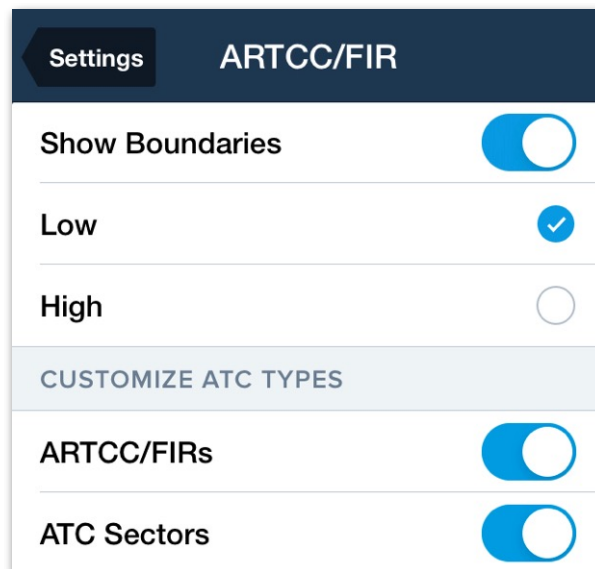 Settings
ARTCC/FIR
Show Boundaries
Low
High
CUSTOMIZE ATC TYPES
ARTCC/FIRs
ATC Sectors